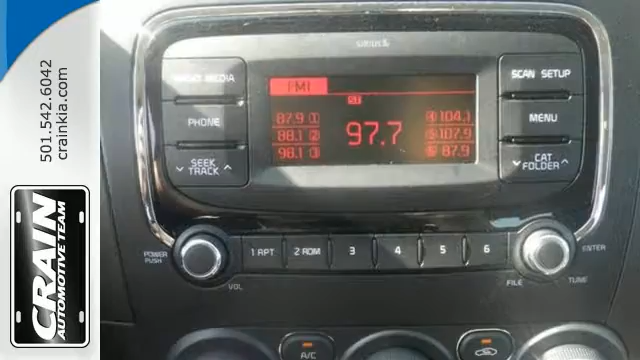 501.542.6042
crainkia.com
CRAIN
AUTOMOTIVE TEAM
SIRIUS
RADIO MEDIA
PHONE
SEEK
TRACK
FM1
ST
87.9 1
88.1 2
98.1 3
97.7
4 104.1
5 107.9
6 87.9
SCAN SETUP
MENU
CAT
FOLDER
POWER
PUSH
VOL
1 RPT
2 RDM
3
4
5
6
ENTER
FILE
TUNE
A/C